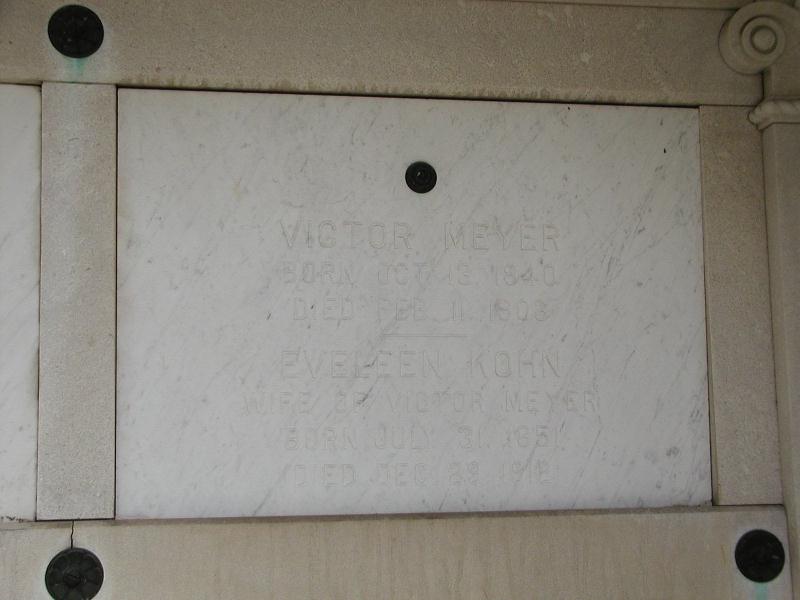 VICTOR MEYER
BORN OCT. 13. 1840.
DIED FEB. 11. 1903.
EVELEEN KOHN
WIFE OF VICTOR MEYER
BORN JULY 31. 1851.
DIED DEC. 29. 1918.